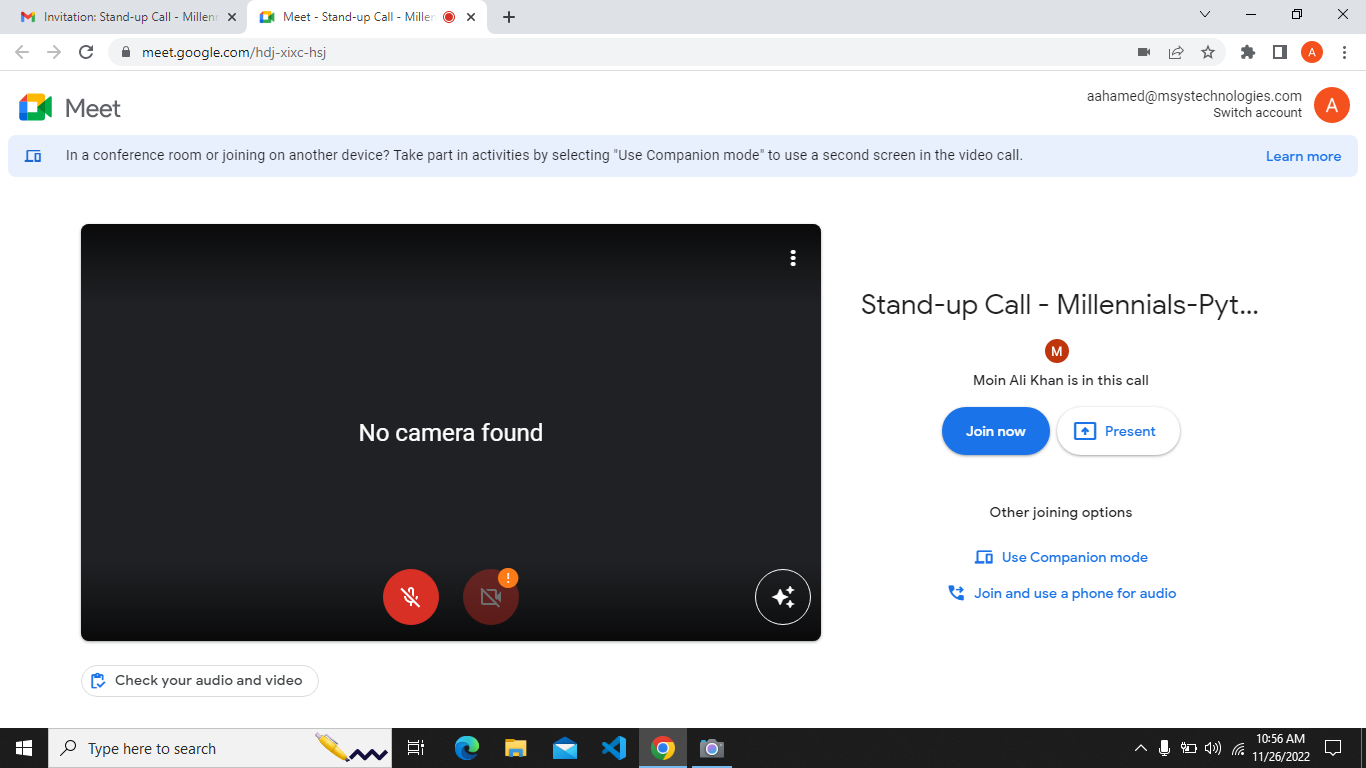 Invitation: Stand-up Call - Millenn
Meet - Stand-up Call - Millen
meet.google.com/hdj-xixc-hsj
A
Meet
aahamed@msystechnologies.com
Switch account
A
In a conference room or joining on another device? Take part in activities by selecting "Use Companion mode" to use a second screen in the video call.
Learn more
No camera found
!
Stand-up Call - Millennials-Pyt...
M
Moin Ali Khan is in this call
Join now
Present
Other joining options
Use Companion mode
Join and use a phone for audio
Check your audio and video
Type here to search
10:56 AM
11/26/2022